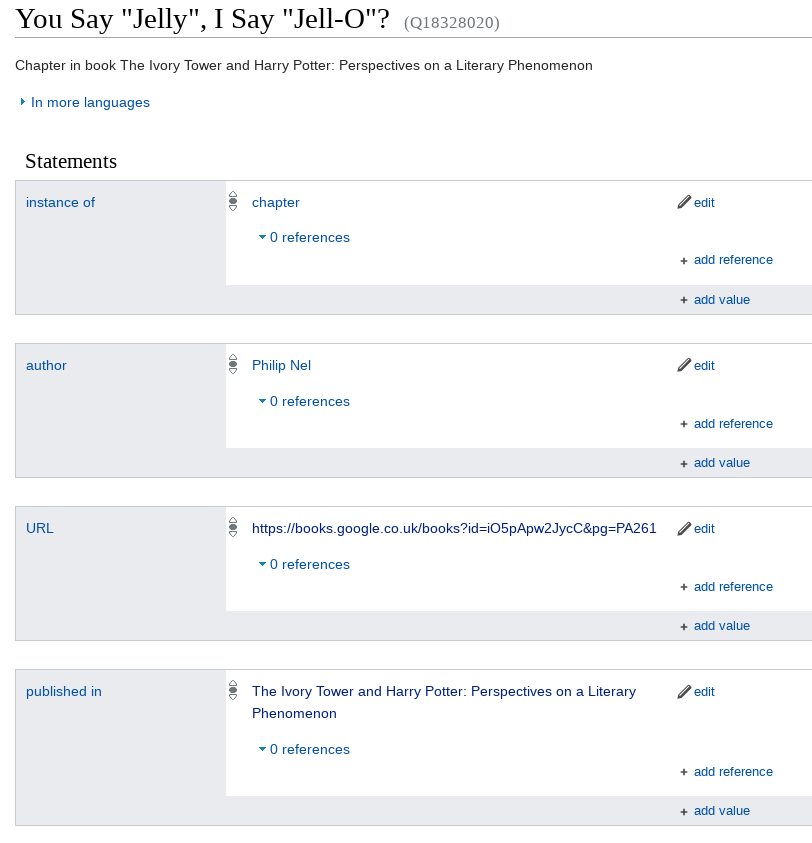 You Say "Jelly", I Say "Jell-O"? (Q18328020)
Chapter in book The Ivory Tower and Harry Potter: Perspectives on a Literary Phenomenon
In more languages
Statements
instance of
chapter
edit
0 references
+ add reference
+ add value
author
Philip Nel
edit
0 references
+ add reference
+ add value
URL
https://books.google.co.uk/books?id=iO5pApw2JycC&pg=PA261
edit
0 references
+ add reference
+ add value
published in
The Ivory Tower and Harry Potter: Perspectives on a Literary
Phenomenon
edit
0 references
+ add reference
+ add value